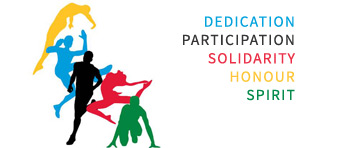 DEDICATION
PARTICIPATION
SOLIDARITY
HONOUR
SPIRIT